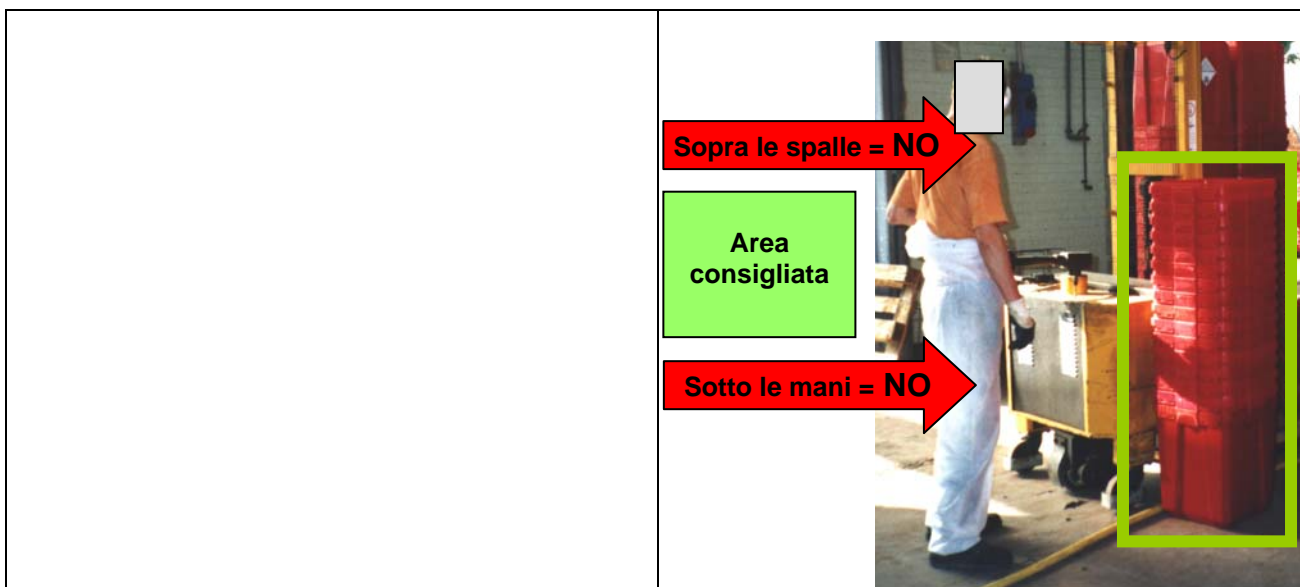 Sopra le spalle = NO
Area
consigliata
Sotto le mani = NO